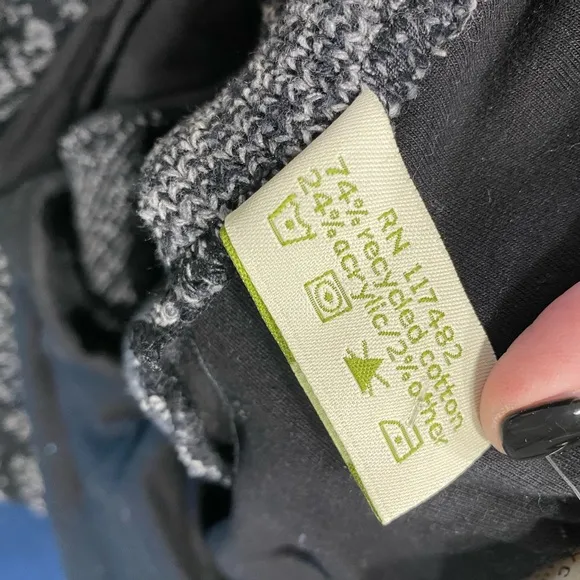 RN 117482
74% recycled cotton
24% acrylic/2% other